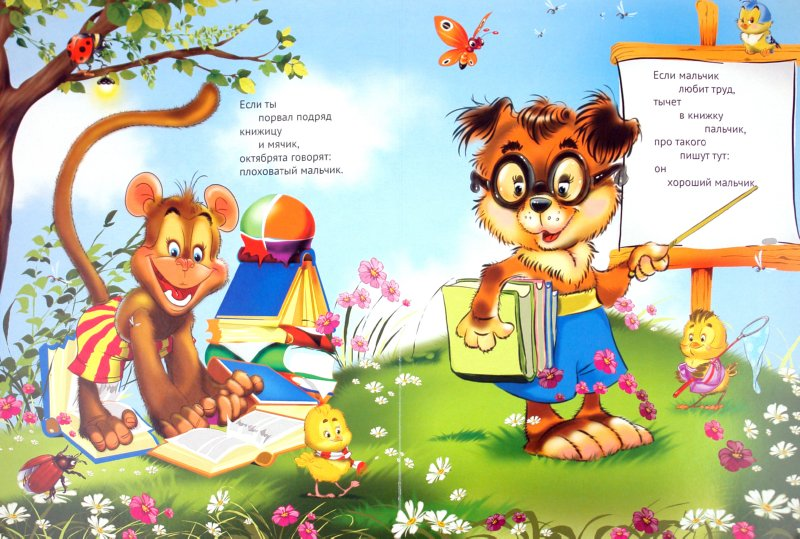 Если ты
порвал подряд
книжицу
и мячик,
октябрята говорят:
плоховатый мальчик.
Если мальчик
любит труд,
тычет
в книжку
пальчик,
про такого
пишут тут:
он
хороший мальчик.